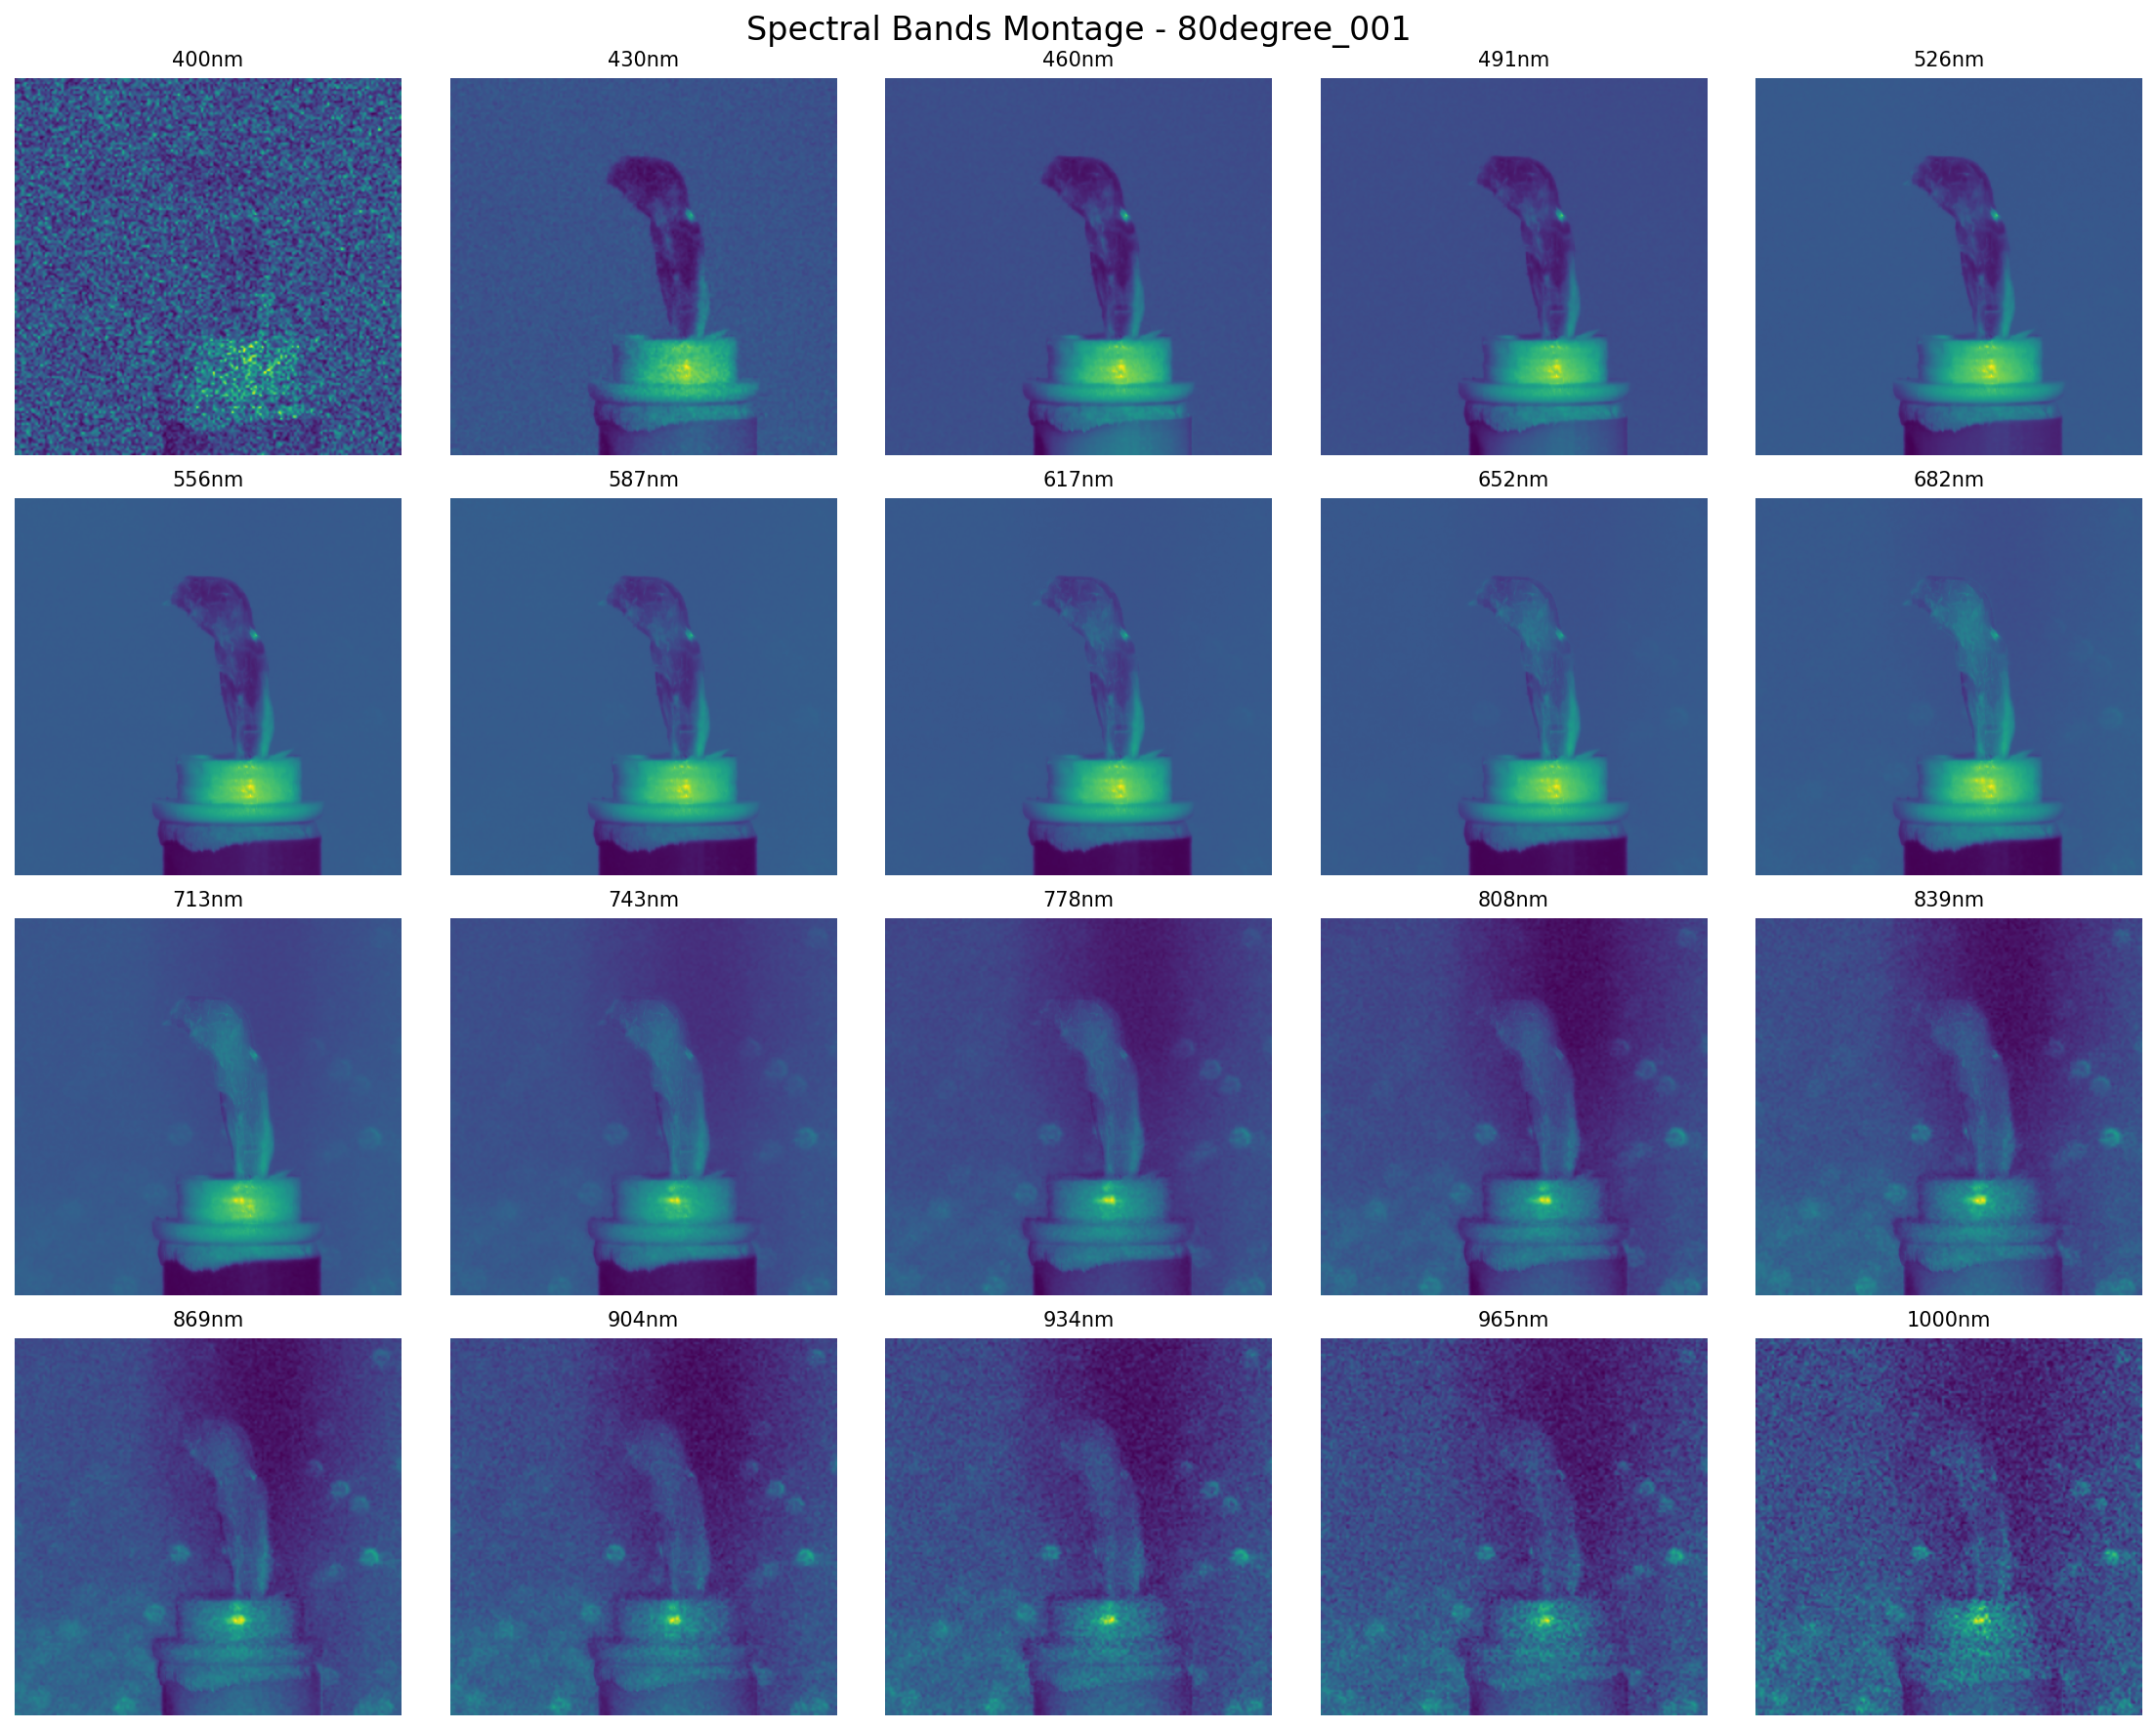 Spectral Bands Montage - 80degree_001
400nm
430nm
460nm
491nm
526nm
556nm
587nm
617nm
652nm
682nm
713nm
743nm
778nm
808nm
839nm
869nm
904nm
934nm
965nm
1000nm